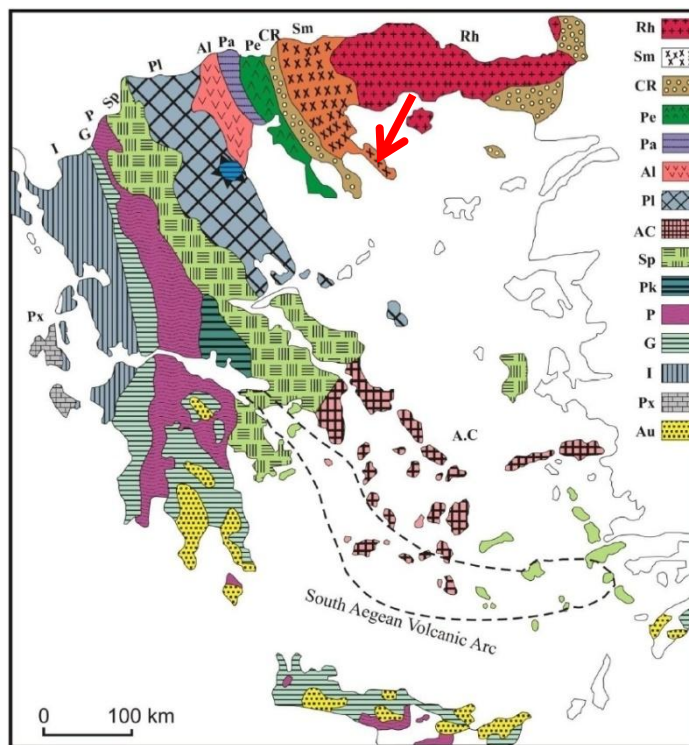 Rh
Sm
CR
Pe
Pa
Al
Pl
AC
Sp
Pk
P
G
I
Px
Au
I
G
P
Sp
Pl
Al
Pa
Pe
CR
Sm
Rh
Px
A.C
South Aegean Volcanic Arc
0 100 km